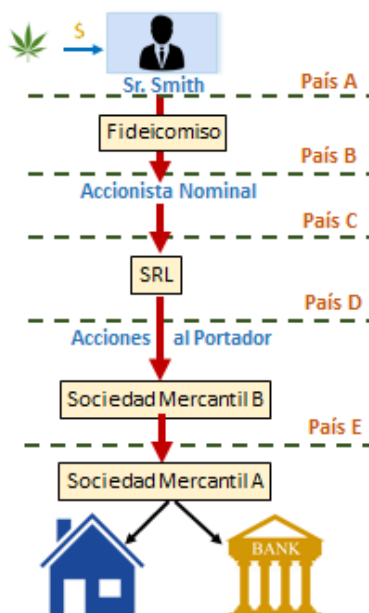 $
Sr. Smith
País A
Fideicomiso
País B
Accionista Nominal
País C
SRL
País D
Acciones al Portador
Sociedad Mercantil B
País E
Sociedad Mercantil A
BANK